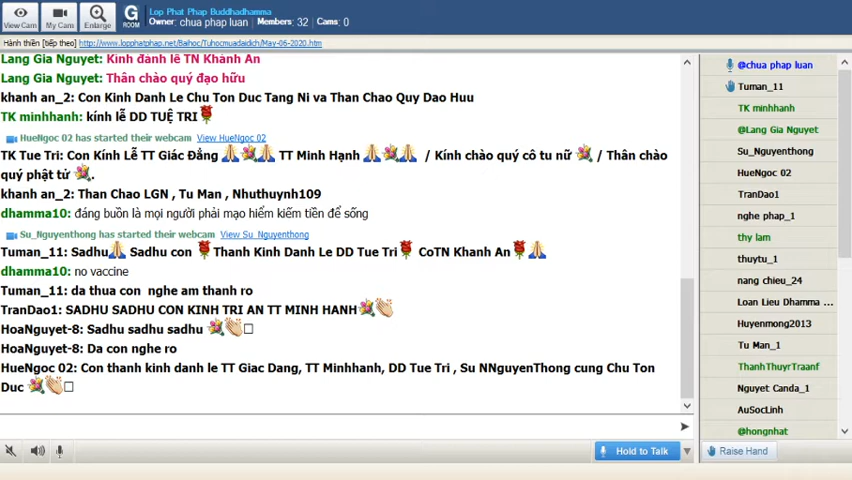 View Cam
My Cam
Enlarge
G
ROOM
Lop Phat Phap Buddhadhamma
Owner: chua phap luan Members: 32 Cams: 0
Hành thiền [tiếp theo] http://www.lopphatphap.net/Baihoc/Tuhocmuadaidich/May-06-2020.htm
Lang Gia Nguyet: Kính đảnh lễ TN Khánh An
Lang Gia Nguyet: Thân chào quý đạo hữu
khanh an_2: Con Kinh Danh Le Chu Ton Duc Tang Ni va Than Chao Quy Dao Huu
TK minhhanh: kính lễ DD TUỆ TRI
HueNgoc 02 has started their webcam View HueNgoc 02
TK Tue Tri: Con Kính Lễ TT Giác Đẳng TT Minh Hạnh / Kính chào quý cô tu nữ / Thân chào
quý phật tử .
khanh an_2: Than Chao LGN , Tu Man , Nhuthuynh109
dhamma10: đáng buồn là mọi người phải mạo hiểm kiếm tiền để sống
Su_Nguyenthong has started their webcam View Su_Nguyenthong
Tuman_11: Sadhu Sadhu con Thanh Kinh Danh Le DD Tue Tri CoTN Khanh An
dhamma10: no vaccine
Tuman_11: da thua con nghe am thanh ro
TranDao1: SADHU SADHU CON KINH TRI AN TT MINH HANH
HoaNguyet-8: Sadhu sadhu sadhu
HoaNguyet-8: Da con nghe ro
HueNgoc 02: Con thanh kinh danh le TT Giac Dang, TT Minhhanh, DD Tue Tri , Su NNguyenThong cung Chu Ton
Duc
@chua phap luan
Tuman_11
TK minhhanh
@Lang Gia Nguyet
Su_Nguyenthong
HueNgoc 02
TranDao1
nghe phap_1
thy lam
thuytu_1
nang chieu_24
Loan Lieu Dhamma ...
Huyenmong2013
Tu Man_1
ThanhThuyrTraanf
Nguyet Canda_1
AuSocLinh
@hongnhat
Hold to Talk
Raise Hand